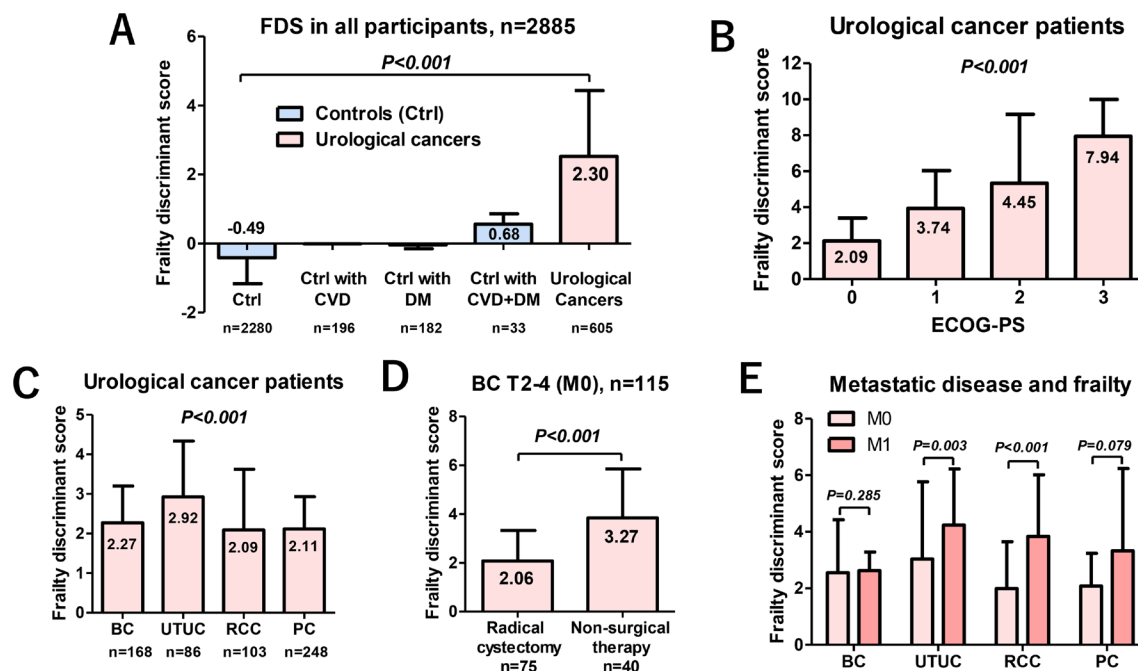 A
FDS in all participants, n=2885
Frailty discriminant score
6
4
2
0
-2
P<0.001
Controls (Ctrl)
Urological cancers
-0.49
0.68
2.30
Ctrl
Ctrl with CVD
Ctrl with DM
Ctrl with CVD+DM
Urological Cancers
n=2280
n=196
n=182
n=33
n=605
B
Urological cancer patients
Frailty discriminant score
12
10
8
6
4
2
0
P<0.001
2.09
3.74
4.45
7.94
0
1
2
3
ECOG-PS
C
Urological cancer patients
Frailty discriminant score
5
4
3
2
1
0
P<0.001
2.27
2.92
2.09
2.11
BC
UTUC
RCC
PC
n=168
n=86
n=103
n=248
D
BC T2-4 (M0), n=115
Frailty discriminant score
8
6
4
2
0
P<0.001
2.06
3.27
Radical cystectomy
Non-surgical therapy
n=75
n=40
E
Metastatic disease and frailty
Frailty discriminant score
8
6
4
2
0
M0
M1
P=0.285
P=0.003
P<0.001
P=0.079
BC
UTUC
RCC
PC